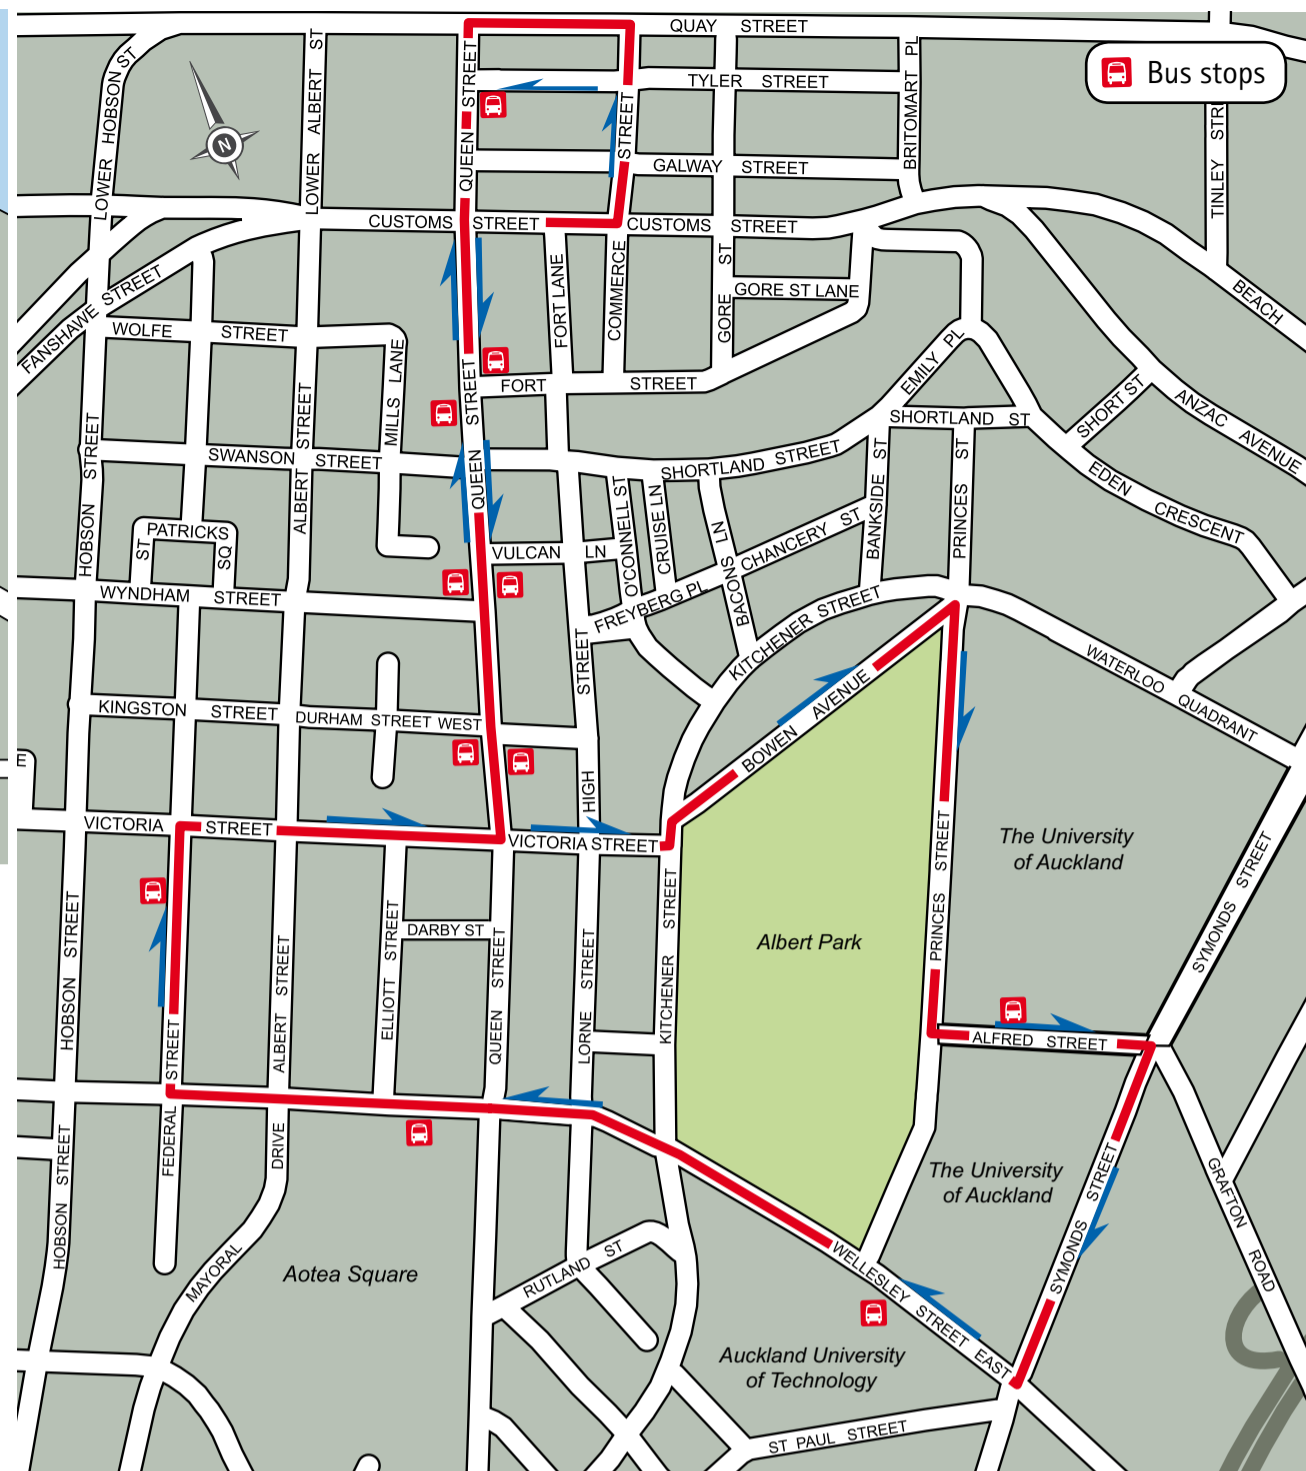 QUAY STREET
Bus stops
LOWER HOBSON ST
LOWER ALBERT ST
QUEEN STREET
TYLER STREET
BRITOMART PL
STREET
GALWAY STREET
CUSTOMS STREET
CUSTOMS STREET
FANSHAWE STREET
WOLFE STREET
MILLS LANE
FORT LANE
COMMERCE
GORE ST
GORE ST LANE
BEACH
FORT STREET
EMILY PL
SHORTLAND ST
SHORT ST
ANZAC AVENUE
HOBSON STREET
ALBERT STREET
QUEEN STREET
SWANSON STREET
SHORTLAND STREET
BANKSIDE ST
PRINCES ST
EDEN CRESCENT
PATRICKS
ST
SQ
VULCAN LN
O'CONNELL ST
CRUISE LN
BACONS LN
CHANCERY ST
FREYBERG PL
WYNDHAM STREET
KITCHENER STREET
WATERLOO QUADRANT
KINGSTON STREET
DURHAM STREET WEST
HIGH STREET
BOWEN AVENUE
E
VICTORIA STREET
VICTORIA STREET
The University
of Auckland
SYMONDS STREET
PRINCES STREET
Albert Park
HOBSON STREET
FEDERAL STREET
ALBERT STREET
ELLIOTT STREET
DARBY ST
QUEEN STREET
LORNE STREET
KITCHENER STREET
ALFRED STREET
HOBSON STREET
MAYORAL DRIVE
The University
of Auckland
SYMONDS STREET
GRAFTON ROAD
Aotea Square
RUTLAND ST
WELLESLEY STREET EAST
Auckland University
of Technology
ST PAUL STREET